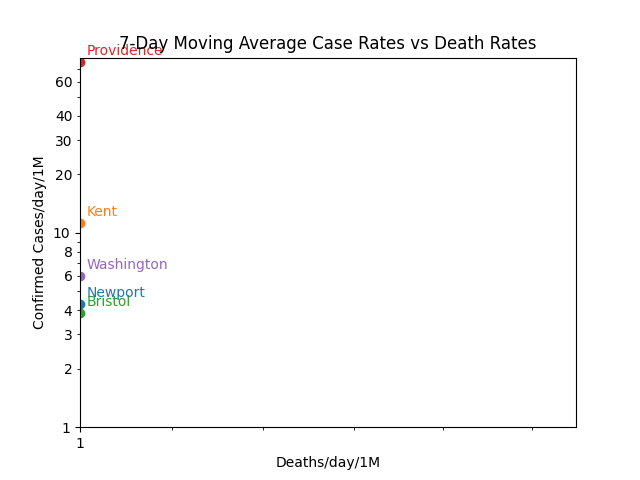 7-Day Moving Average Case Rates vs Death Rates
Providence
60
40
30
20
Kent
10
8
Washington
6
Newport
Bristol
4
3
2
1
1
Confirmed Cases/day/1M
Deaths/day/1M